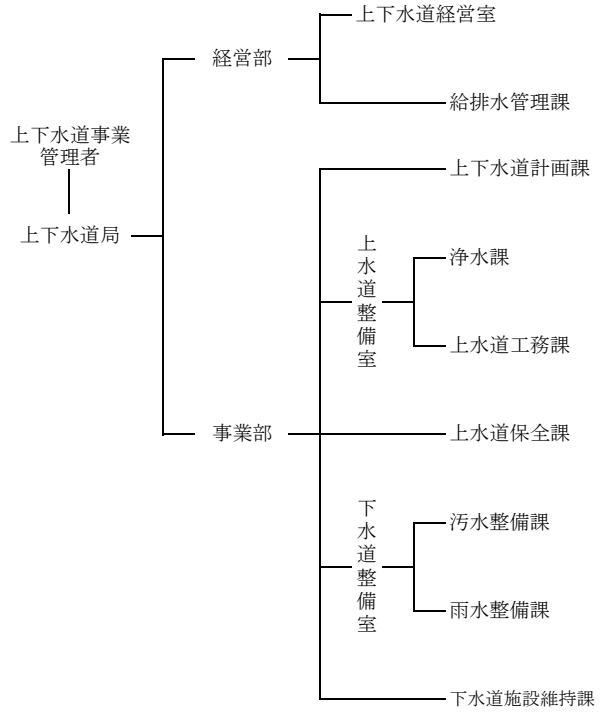 上下水道事業
管理者
上下水道局
経営部
上下水道経営室
給排水管理課
事業部
上下水道計画課
上水道整備室
浄水課
上水道工務課
上水道保全課
下水道整備室
汚水整備課
雨水整備課
下水道施設維持課